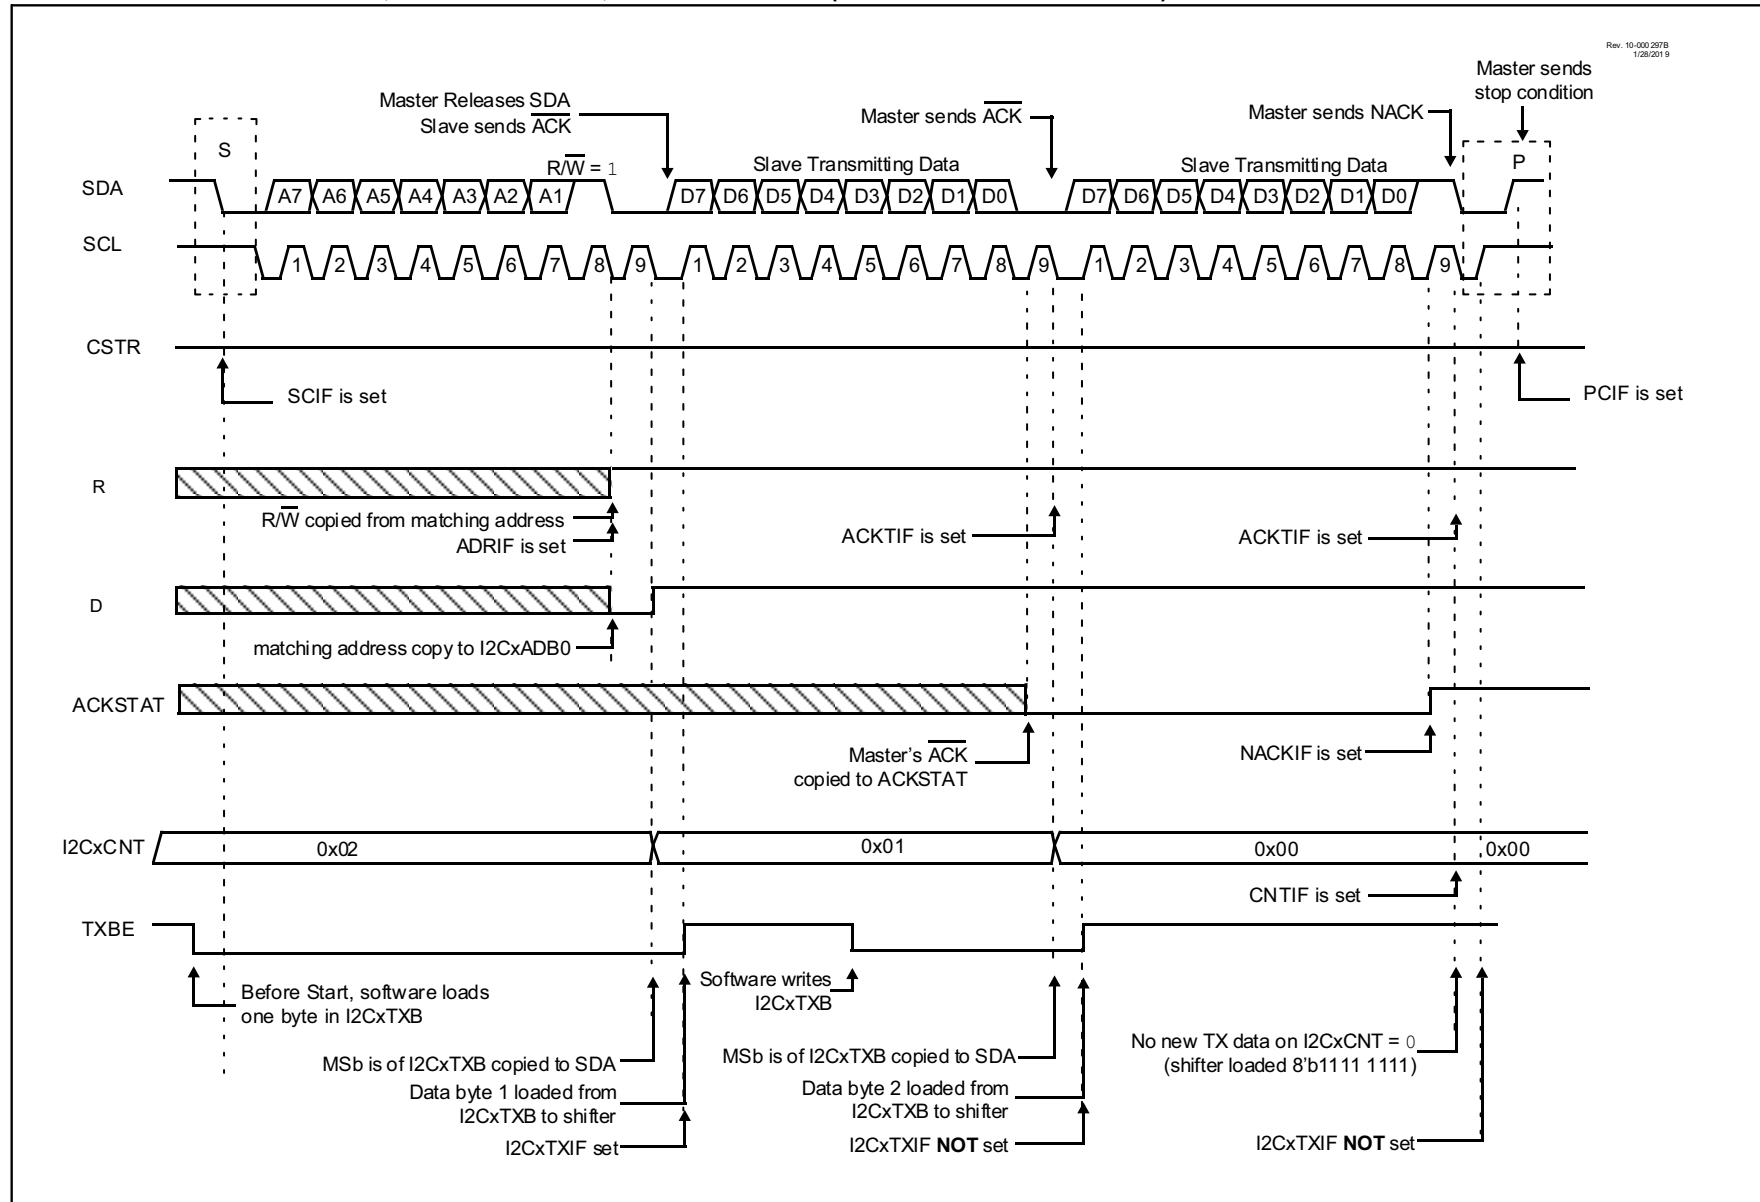 Rev. 10-000 297B
1/28/201 9
Master sends
stop condition
Master Releases SDA
Slave sends ACK
Master sends ACK
Master sends NACK
S
R/W = 1
Slave Transmitting Data
Slave Transmitting Data
P
SDA
A7 A6 A5 A4 A3 A2 A1
D7 D6 D5 D4 D3 D2 D1 D0
D7 D6 D5 D4 D3 D2 D1 D0
SCL
1 2 3 4 5 6 7 8 9
1 2 3 4 5 6 7 8 9
1 2 3 4 5 6 7 8 9
CSTR
SCIF is set
PCIF is set
R
R/W copied from matching address
ADRIF is set
ACKTIF is set
ACKTIF is set
D
matching address copy to I2CxADB0
ACKSTAT
Master's ACK
copied to ACKSTAT
NACKIF is set
I2CxCNT
0x02
0x01
0x00
0x00
CNTIF is set
TXBE
Before Start, software loads
one byte in I2CxTXB
Software writes
I2CxTXB
MSb is of I2CxTXB copied to SDA
Data byte 1 loaded from
I2CxTXB to shifter
I2CxTXIF set
MSb is of I2CxTXB copied to SDA
Data byte 2 loaded from
I2CxTXB to shifter
I2CxTXIF NOT set
No new TX data on I2CxCNT = 0
(shifter loaded 8'b1111 1111)
I2CxTXIF NOT set